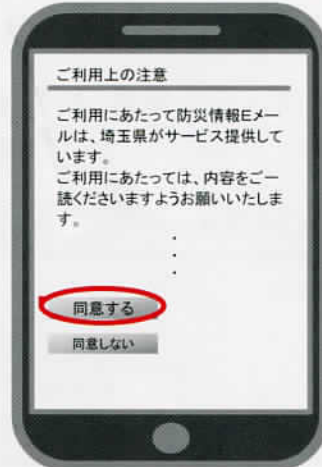 ご利用上の注意
ご利用にあたって防災情報Eメー
ルは、埼玉県がサービス提供して
います。
ご利用にあたっては、内容をご一
読くださいますようお願いいたしま
す。
・
・
・
同意する
同意しない